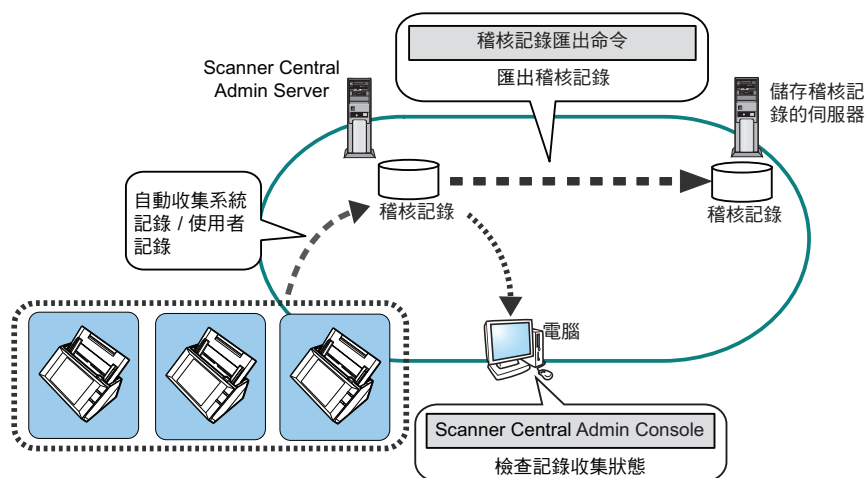 稽核記錄匯出命令
匯出稽核記錄
Scanner Central
Admin Server
儲存稽核記
錄的伺服器
自動收集系統
記錄 / 使用者
記錄
稽核記錄
稽核記錄
電腦
Scanner Central Admin Console
檢查記錄收集狀態